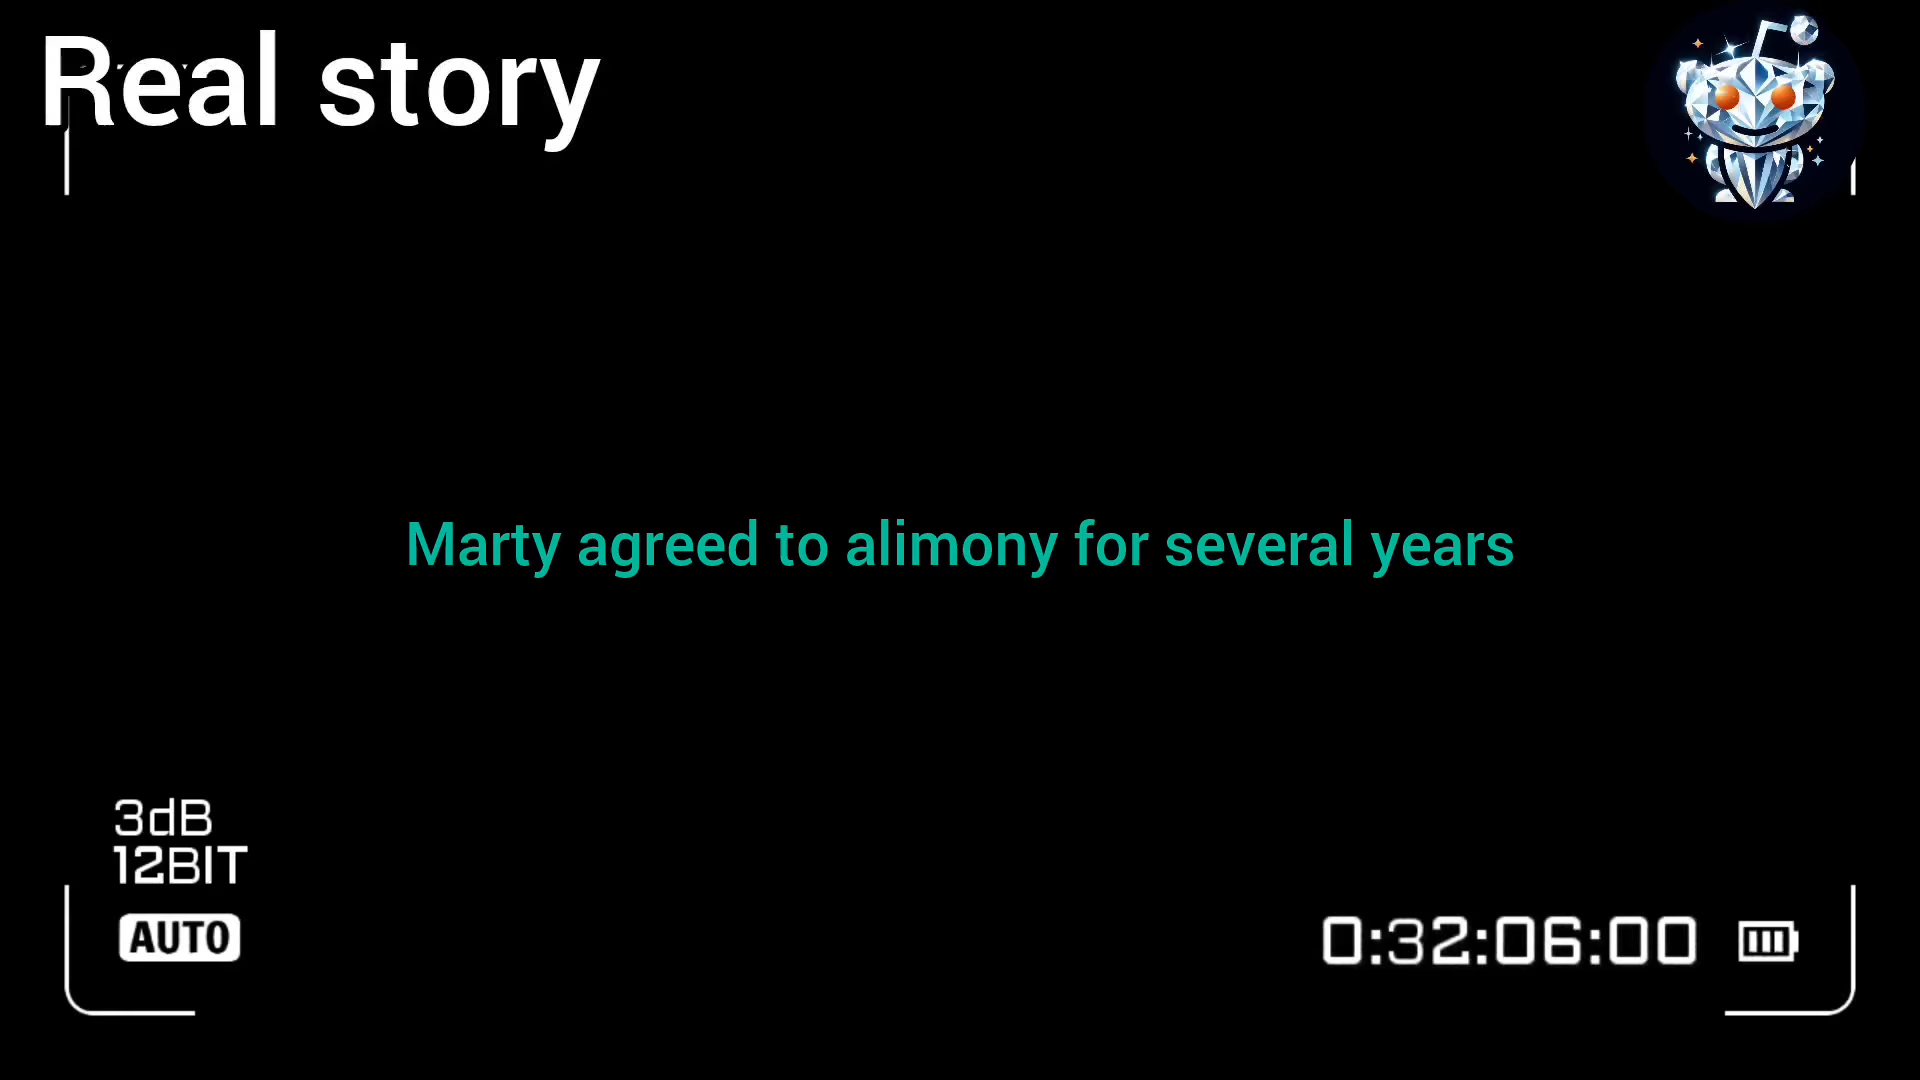 Real story
Marty agreed to alimony for several years
3dB
12BIT
AUTO
0:32:06:00